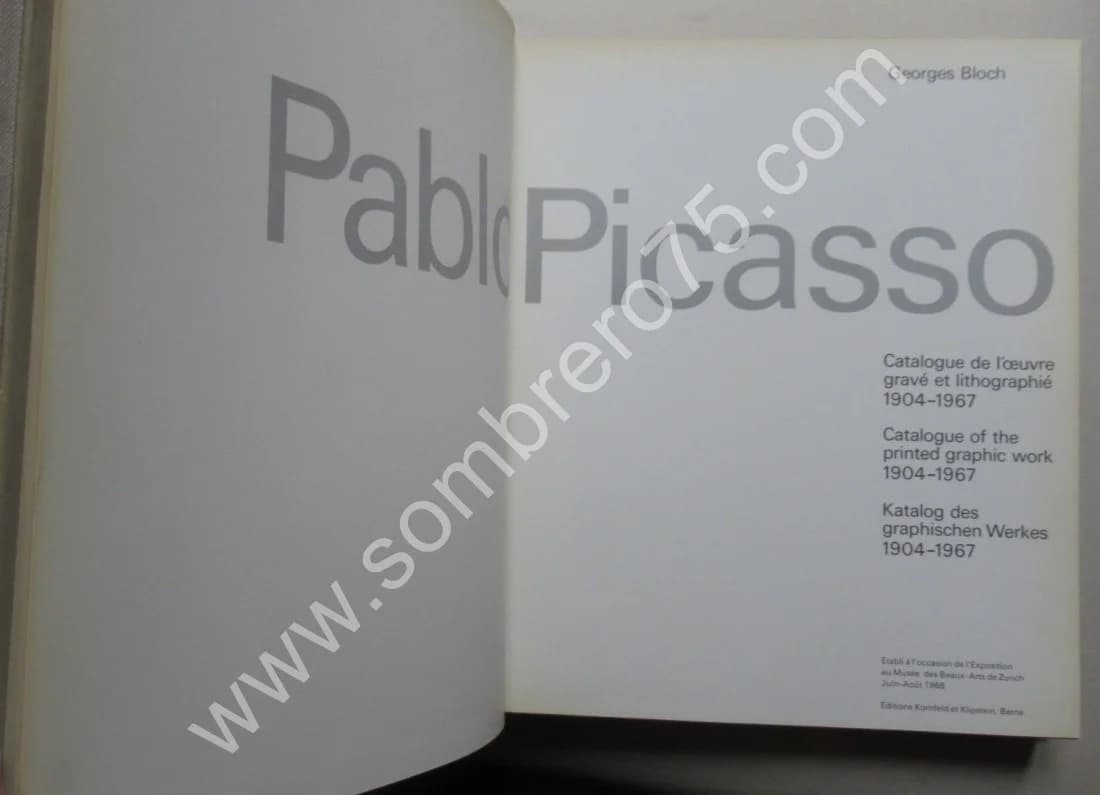 Georges Bloch
Pablo Picasso
Catalogue de l'œuvre
gravé et lithographié
1904–1967
Catalogue of the
printed graphic work
1904–1967
Katalog des
graphischen Werkes
1904–1967
Etabli à l'occasion de l'Exposition
au Musée des Beaux-Arts de Zurich
Juin-Août 1968
Editions Kornfeld et Klipstein, Berne
www.sombrero75.com